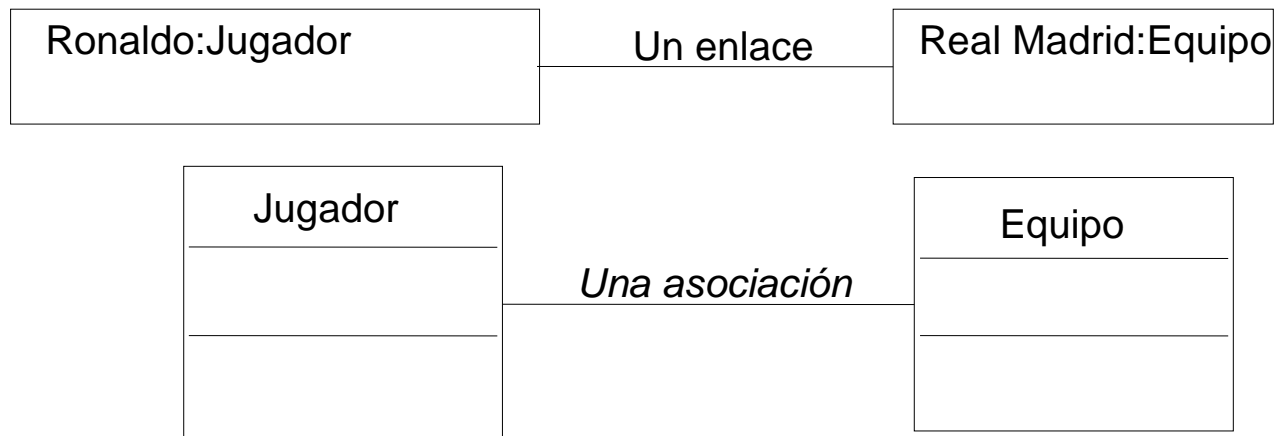 Ronaldo:Jugador
Un enlace
Real Madrid:Equipo
Jugador
Una asociación
Equipo